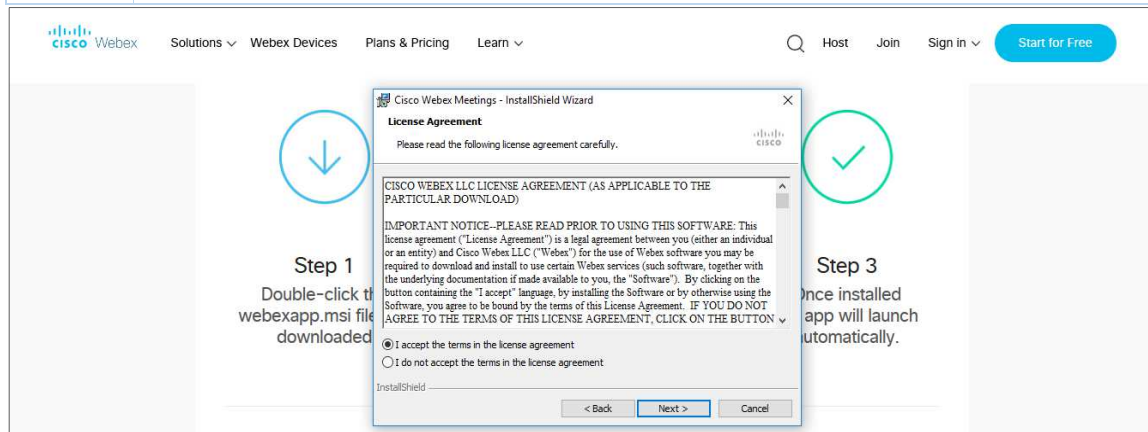 CISCO Webex Solutions Webex Devices Plans & Pricing Learn Host Join Sign in Start for Free
Cisco Webex Meetings - InstallShield Wizard
License Agreement
Please read the following license agreement carefully.
CISCO
CISCO WEBEX LLC LICENSE AGREEMENT (AS APPLICABLE TO THE
PARTICULAR DOWNLOAD)
IMPORTANT NOTICE--PLEASE READ PRIOR TO USING THIS SOFTWARE: This
license agreement ("License Agreement") is a legal agreement between you (either an individual
or an entity) and Cisco Webex LLC ("Webex") for the use of Webex software you may be
required to download and install to use certain Webex services (such software, together with
the underlying documentation if made available to you, the "Software"). By clicking on the
button containing the "I accept" language, by installing the Software or by otherwise using the
Software, you agree to be bound by the terms of this License Agreement. IF YOU DO NOT
AGREE TO THE TERMS OF THIS LICENSE AGREEMENT, CLICK ON THE BUTTON
I accept the terms in the license agreement
I do not accept the terms in the license agreement
InstallShield
< Back Next > Cancel
Step 1
Double-click
webexapp.msi
downloaded
Step 3
installed
app will launch